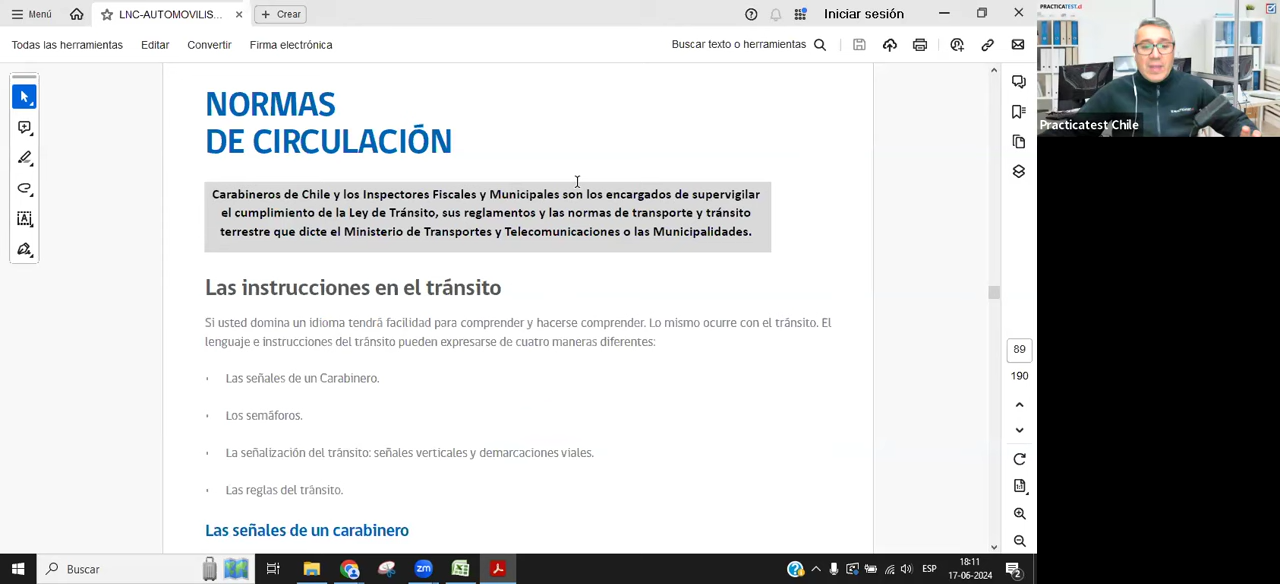 Menú
LNC-AUTOMOVILIS...
Crear
Iniciar sesión
Todas las herramientas
Editar
Convertir
Firma electrónica
Buscar texto o herramientas
NORMAS
DE CIRCULACIÓN
Carabineros de Chile y los Inspectores Fiscales y Municipales son los encargados de supervigilar
el cumplimiento de la Ley de Tránsito, sus reglamentos y las normas de transporte y tránsito
terrestre que dicte el Ministerio de Transportes y Telecomunicaciones o las Municipalidades.
Las instrucciones en el tránsito
Si usted domina un idioma tendrá facilidad para comprender y hacerse comprender. Lo mismo ocurre con el tránsito. El
lenguaje e instrucciones del tránsito pueden expresarse de cuatro maneras diferentes:
Las señales de un Carabinero.
Los semáforos.
La señalización del tránsito: señales verticales y demarcaciones viales.
Las reglas del tránsito.
Las señales de un carabinero
89
190
PRACTICATEST.cl
Practicatest Chile
Buscar
zm
ESP
18:11
17-06-2024
2